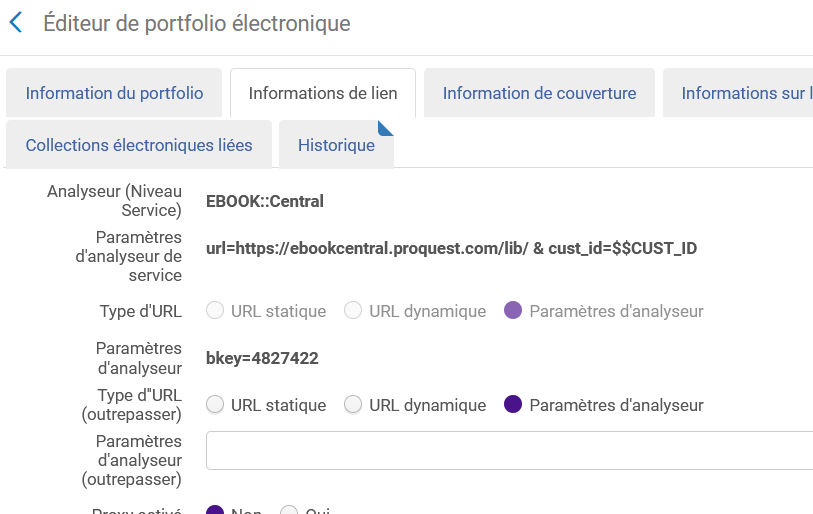 Éditeur de portfolio électronique
Information du portfolio
Informations de lien
Information de couverture
Informations sur l
Collections électroniques liées
Historique
Analyseur (Niveau
Service)
EBOOK::Central
Paramètres
d'analyseur de
service
url=https://ebookcentral.proquest.com/lib/ & cust_id=$$CUST_ID
Type d'URL
URL statique
URL dynamique
Paramètres d'analyseur
Paramètres
d'analyseur
bkey=4827422
Type d"URL
(outrepasser)
URL statique
URL dynamique
Paramètres d'analyseur
Paramètres
d'analyseur
(outrepasser)
Proxy activé
Non
Oui